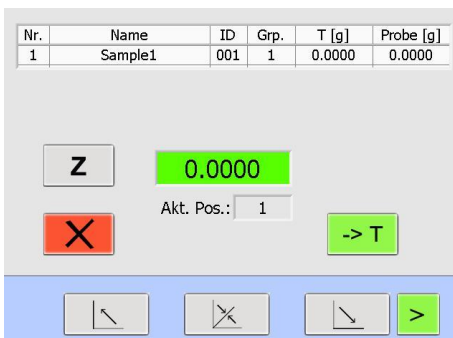 Nr. Name ID Grp. T [g] Probe [g]
1 Sample1 001 1 0.0000 0.0000
Z 0.0000
Akt. Pos.: 1
X -> T
>